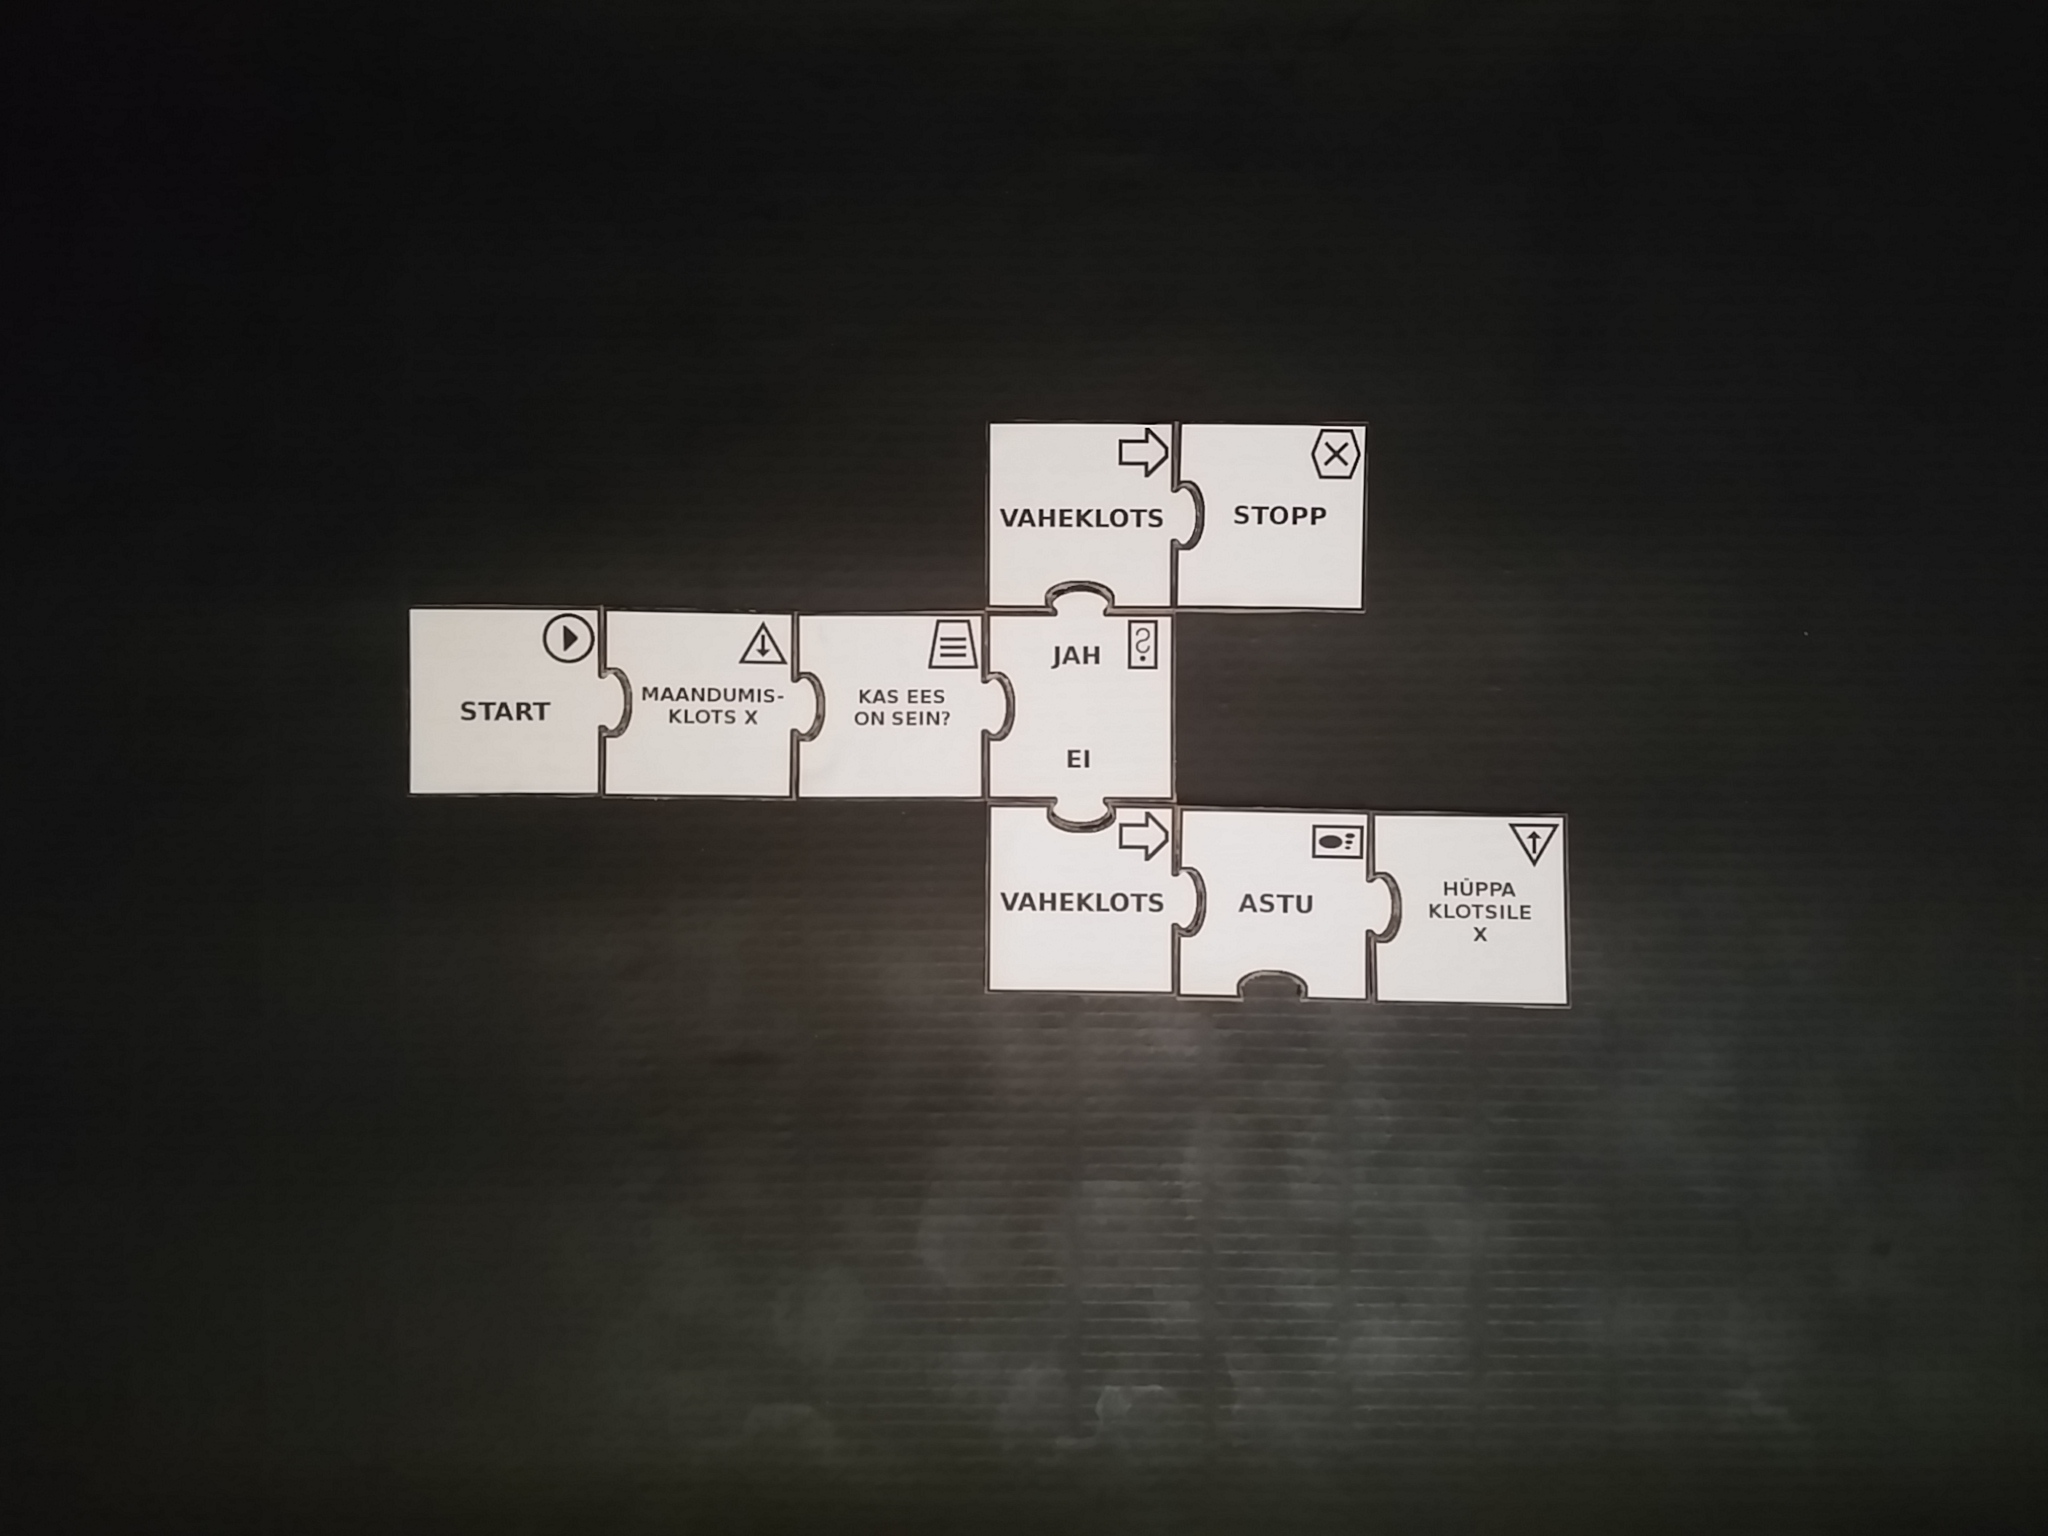 VAHEKLOTS
STOPP
START
MAANDUMIS-
KLOTS X
KAS EES
ON SEIN?
JAH
EI
VAHEKLOTS
ASTU
HÜPPA
KLOTSILE
X